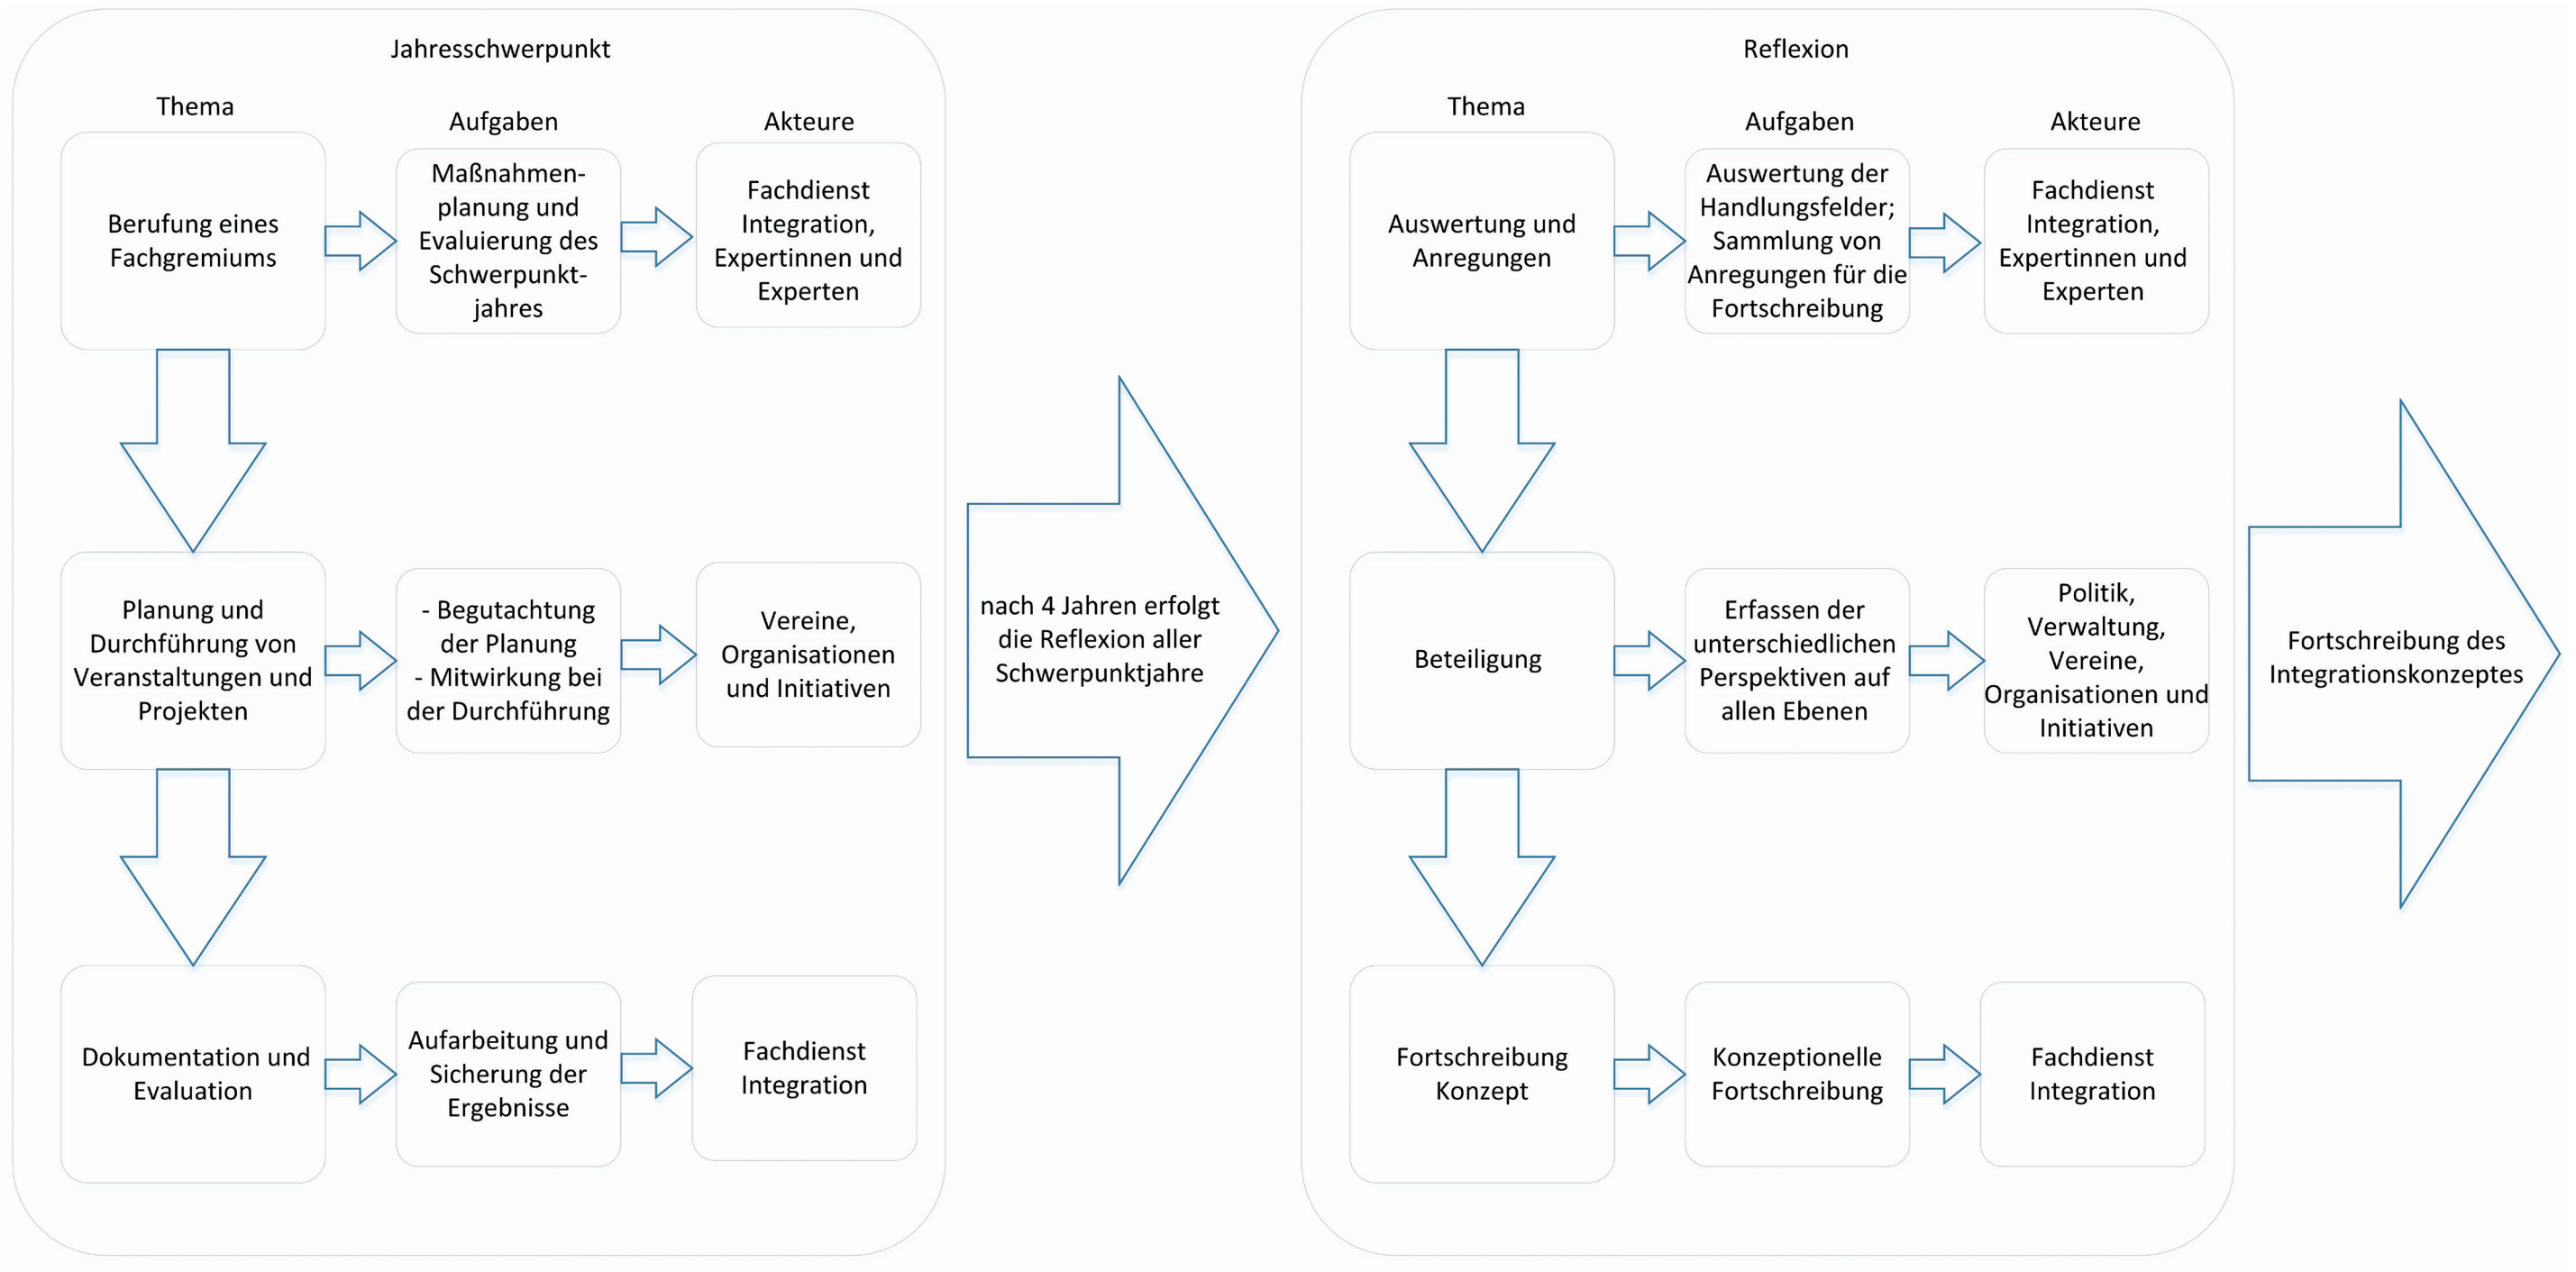 Jahresschwerpunkt
Thema
Aufgaben
Akteure
Berufung eines
Fachgremiums
Maßnahmen-
planung und
Evaluierung des
Schwerpunkt-
jahres
Fachdienst
Integration,
Expertinnen und
Experten
Planung und
Durchführung von
Veranstaltungen und
Projekten
- Begutachtung
der Planung
- Mitwirkung bei
der Durchführung
Vereine,
Organisationen
und Initiativen
Dokumentation und
Evaluation
Aufarbeitung und
Sicherung der
Ergebnisse
Fachdienst
Integration
nach 4 Jahren erfolgt
die Reflexion aller
Schwerpunktjahre
Reflexion
Thema
Aufgaben
Akteure
Auswertung und
Anregungen
Auswertung der
Handlungsfelder;
Sammlung von
Anregungen für die
Fortschreibung
Fachdienst
Integration,
Expertinnen und
Experten
Beteiligung
Erfassen der
unterschiedlichen
Perspektiven auf
allen Ebenen
Politik,
Verwaltung,
Vereine,
Organisationen und
Initiativen
Fortschreibung
Konzept
Konzeptionelle
Fortschreibung
Fachdienst
Integration
Fortschreibung des
Integrationskonzeptes